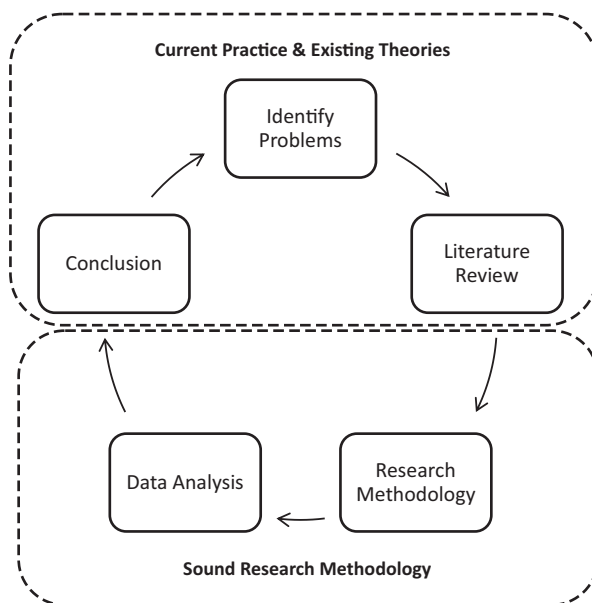 Current Practice & Existing Theories
Identify
Problems
Conclusion
Literature
Review
Data Analysis
Research
Methodology
Sound Research Methodology